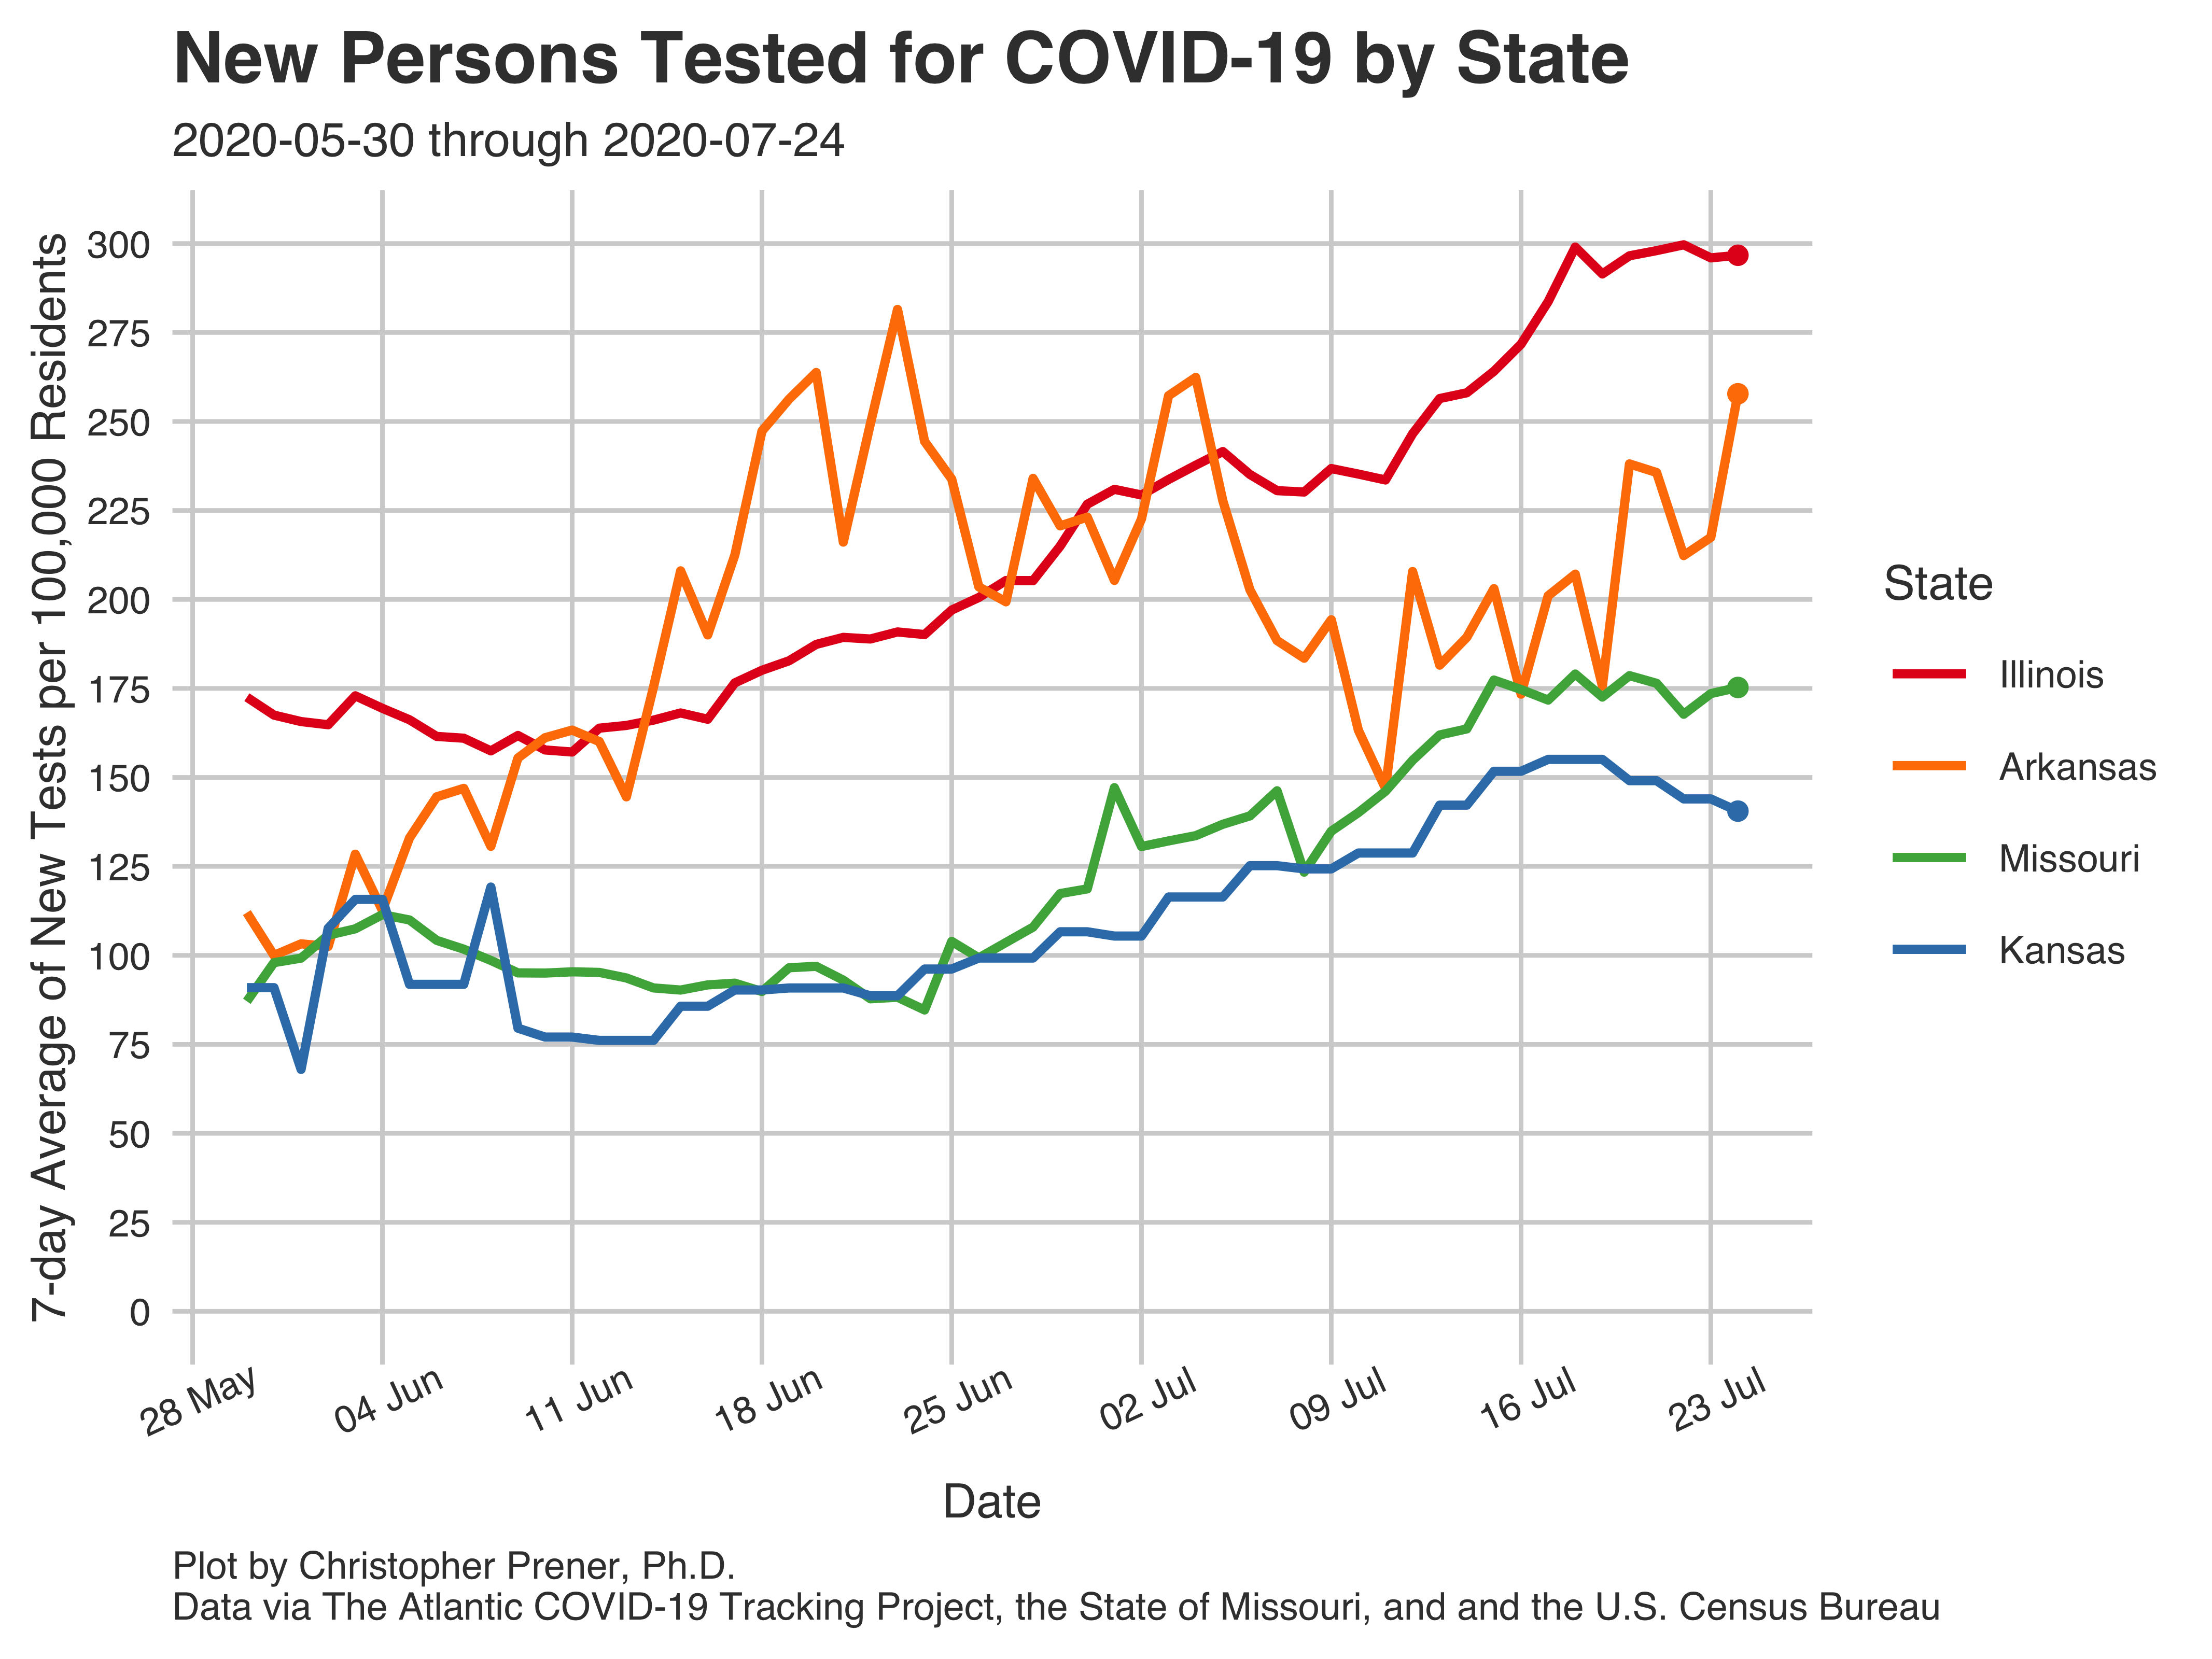 New Persons Tested for COVID-19 by State
2020-05-30 through 2020-07-24
7-day Average of New Tests per 100,000 Residents
300
275
250
225
200
175
150
125
100
75
50
25
0
28 May
04 Jun
11 Jun
18 Jun
25 Jun
02 Jul
09 Jul
16 Jul
23 Jul
Date
State
Illinois
Arkansas
Missouri
Kansas
Plot by Christopher Prener, Ph.D.
Data via The Atlantic COVID-19 Tracking Project, the State of Missouri, and and the U.S. Census Bureau